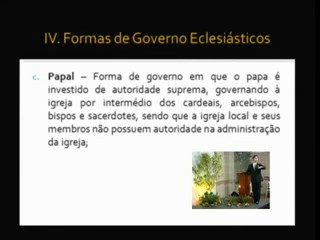 IV. Formas de Governo Eclesiásticos
c. Papal – Forma de governo em que o papa é
investido de autoridade suprema, governando à
igreja por intermédio dos cardeais, arcebispos,
bispos e sacerdotes, sendo que a igreja local e seus
membros não possuem autoridade na administração
da igreja;